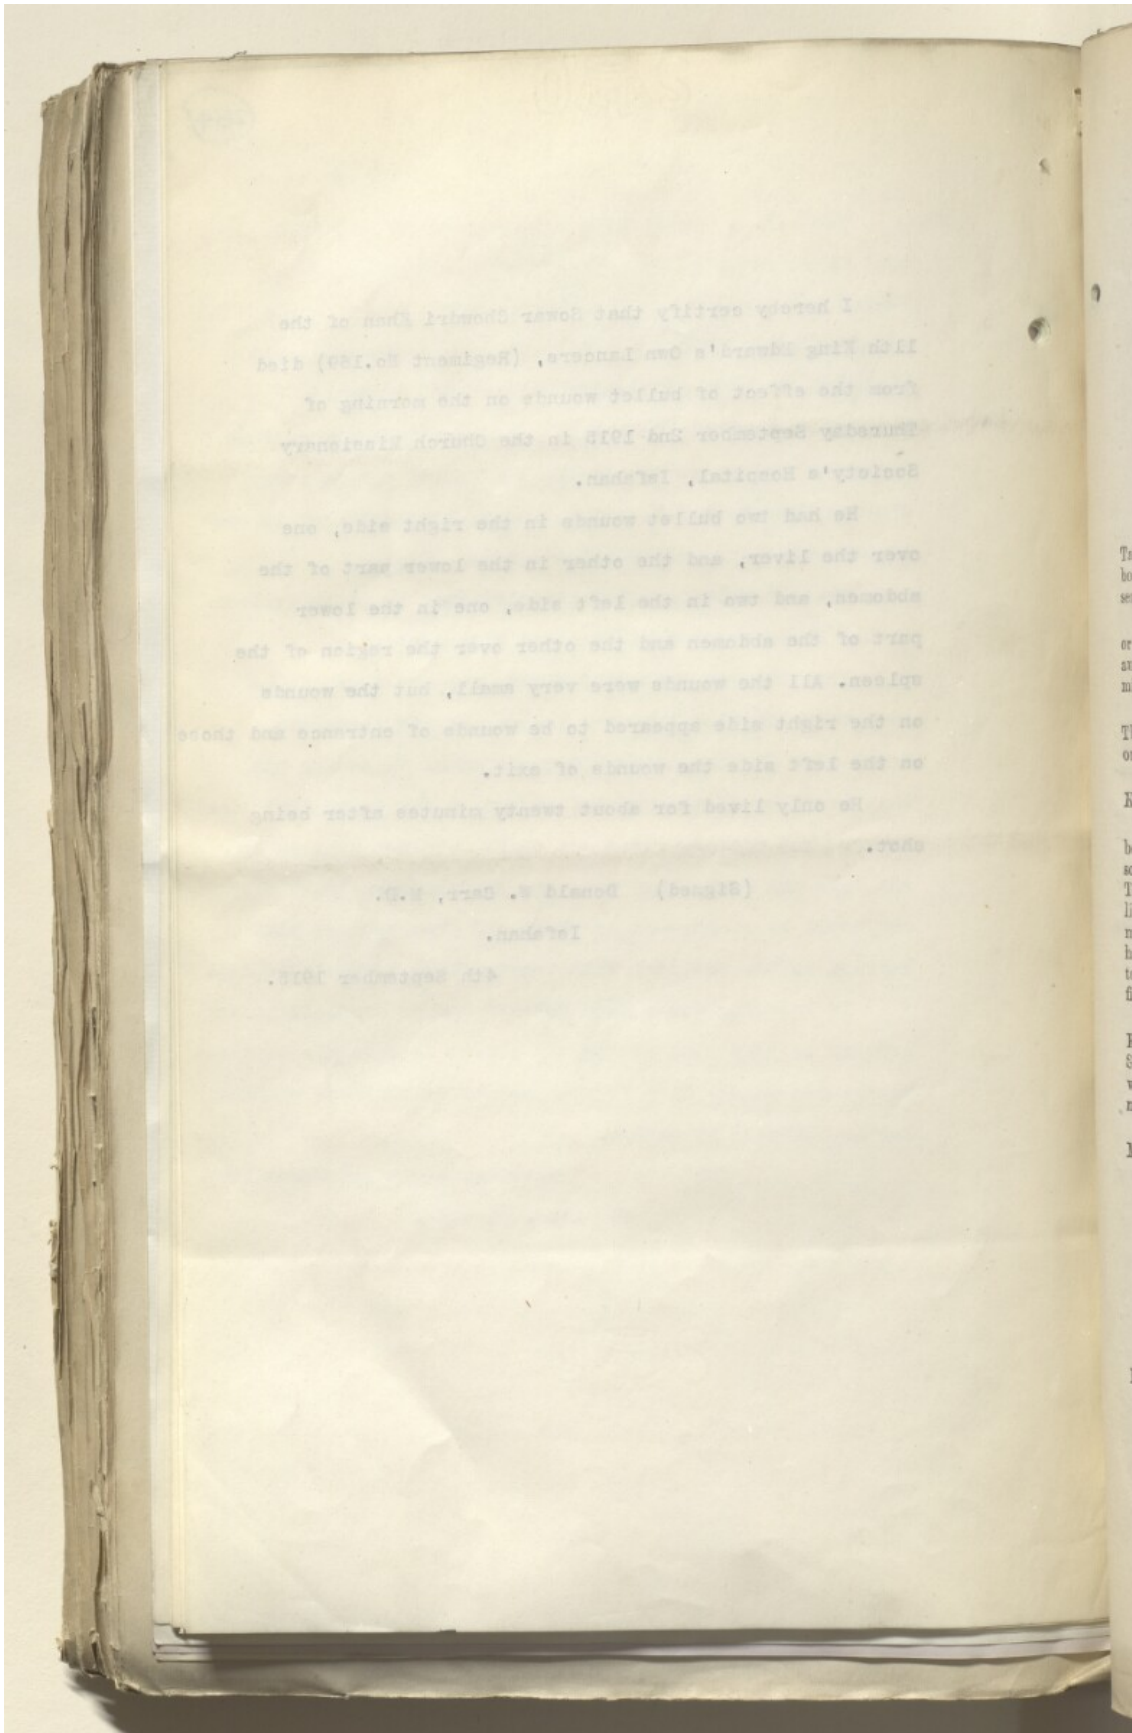 I hereby certify that Sowar Chowdri Khan of the
11th King Edward's Own Lancers, (Regiment No.169) died
from the effect of bullet wounds on the morning of
Thursday September 2nd 1915 in the Church Missionary
Society's Hospital, Isfahan.
He had two bullet wounds in the right side, one
over the liver, and the other in the lower part of the
abdomen, and two in the left side, one in the lower
part of the abdomen and the other over the region of the
spleen. All the wounds were very small, but the wounds
on the right side appeared to be wounds of entrance and those
on the left side the wounds of exit.
He only lived for about twenty minutes after being
shot.
(Signed) Donald W. Carr, M.D.
Isfahan.
4th September 1915.